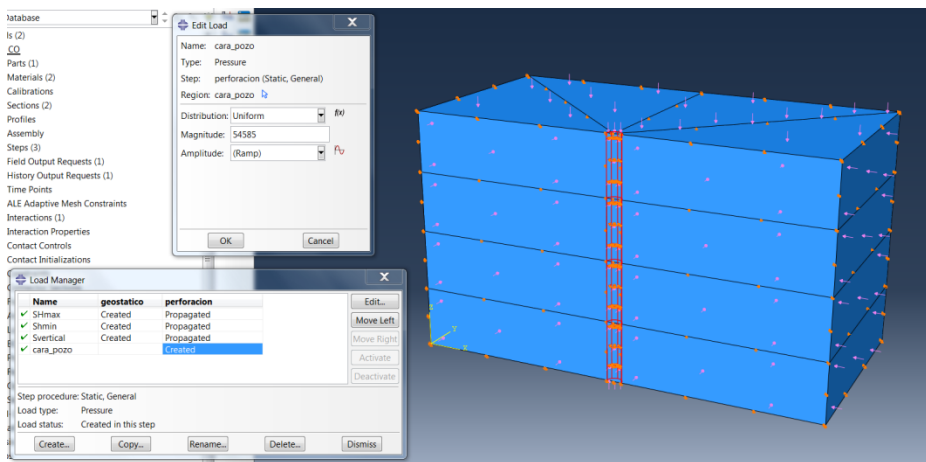 Database
ls (2)
CO
Parts (1)
Materials (2)
Calibrations
Sections (2)
Profiles
Assembly
Steps (3)
Field Output Requests (1)
History Output Requests (1)
Time Points
ALE Adaptive Mesh Constraints
Interactions (1)
Interaction Properties
Contact Controls
Contact Initializations
Edit Load
X
Name: cara_pozo
Type: Pressure
Step: perforacion (Static, General)
Region: cara_pozo
Distribution: Uniform f(x)
Magnitude: 54585
Amplitude: (Ramp)
OK Cancel
Load Manager
X
Name geostatico perforacion
SHmax Created Propagated
Shmin Created Propagated
Svertical Created Propagated
cara_pozo Created
Edit...
Move Left
Move Right
Activate
Deactivate
Step procedure: Static, General
Load type: Pressure
Load status: Created in this step
Create... Copy... Rename... Delete... Dismiss
Y
X